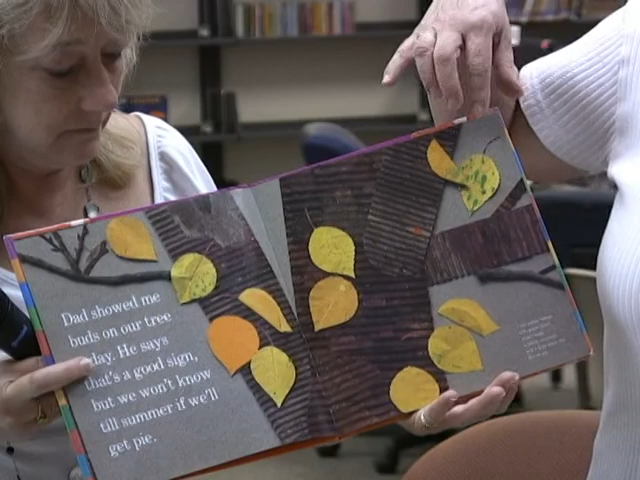 Dad showed me
buds on our tree
day. He says
that's a good sign,
but we won't know
till summer if we'll
get pie.